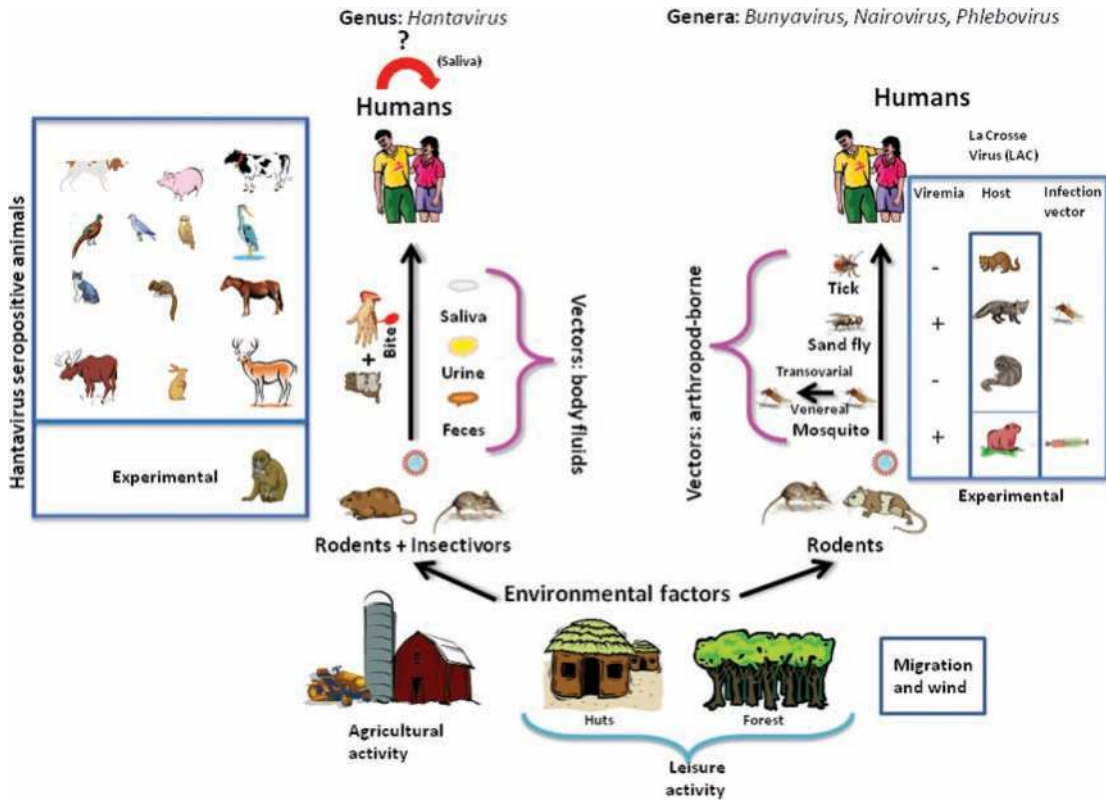 Genus: Hantavirus
?
(Saliva)
Humans
Hantavirus seropositive animals
Experimental
Bite
+
Saliva
Urine
Feces
Vectors: body fluids
Rodents + Insectivors
Genera: Bunyavirus, Nairovirus, Phlebovirus
Humans
La Crosse
Virus (LAC)
Viremia
Host
Infection
vector
-
+
-
+
Experimental
Vectors: arthropod-borne
Tick
Sand fly
Transovarial
Venereal
Mosquito
Rodents
Environmental factors
Agricultural
activity
Huts
Forest
Leisure
activity
Migration
and wind